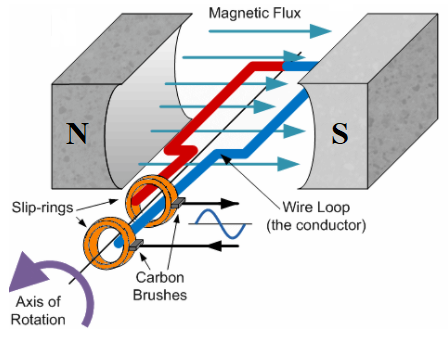 Magnetic Flux
N
S
Slip-rings
Wire Loop
(the conductor)
Carbon
Brushes
Axis of
Rotation